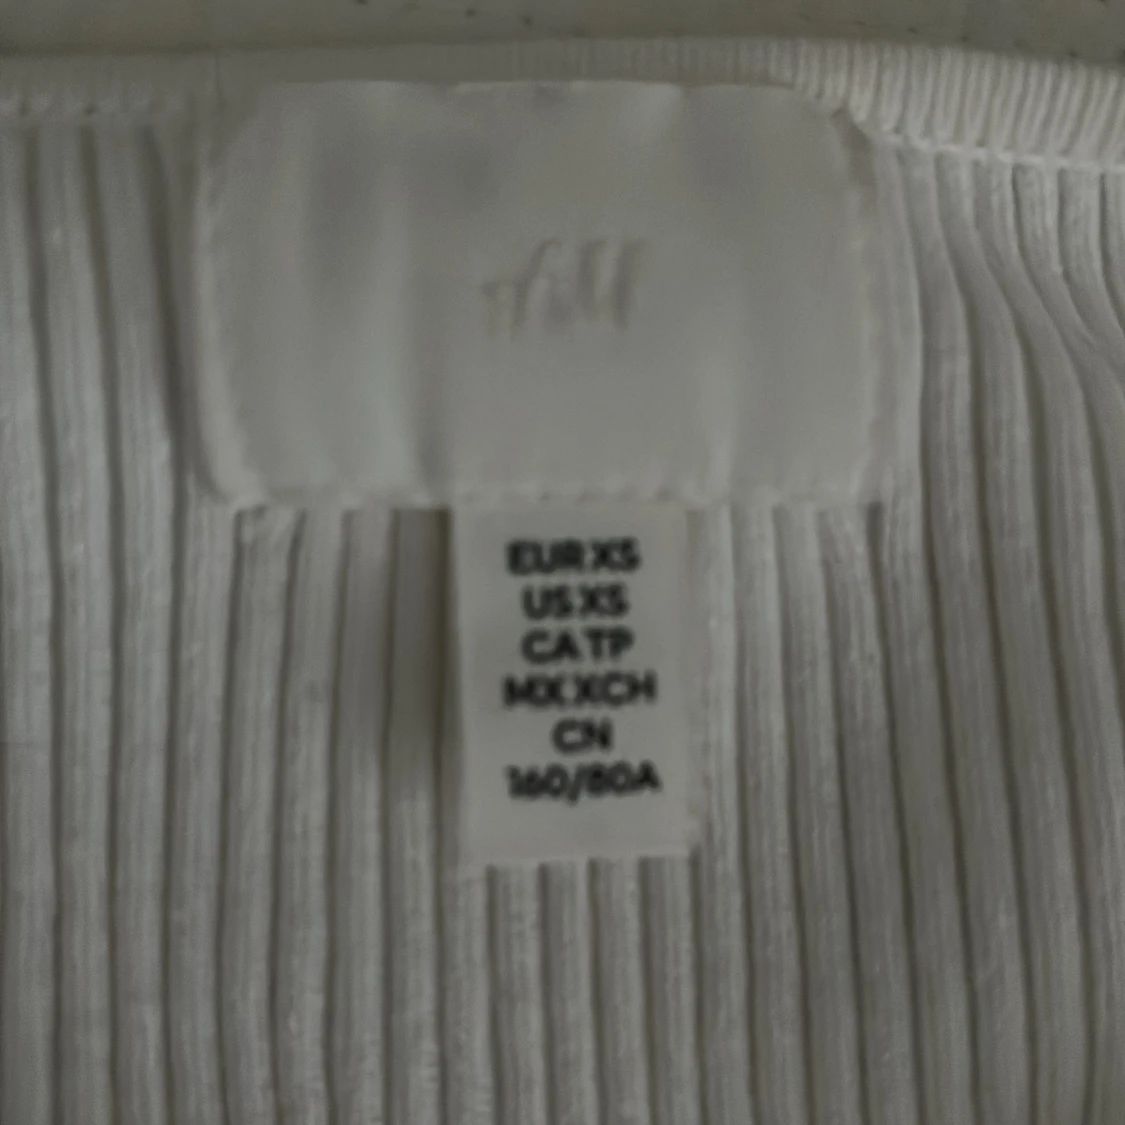 H&M
EUR XS
US XS
CA TP
MX XCH
CN
160/80A